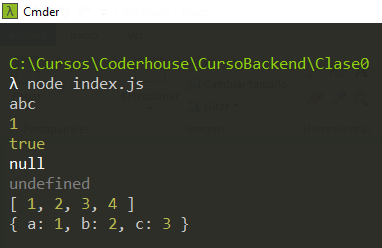 Cmder
C:\Cursos\Coderhouse\CursoBackend\Clase0
λ node index.js
abc
1
true
null
undefined
[ 1, 2, 3, 4 ]
{ a: 1, b: 2, c: 3 }